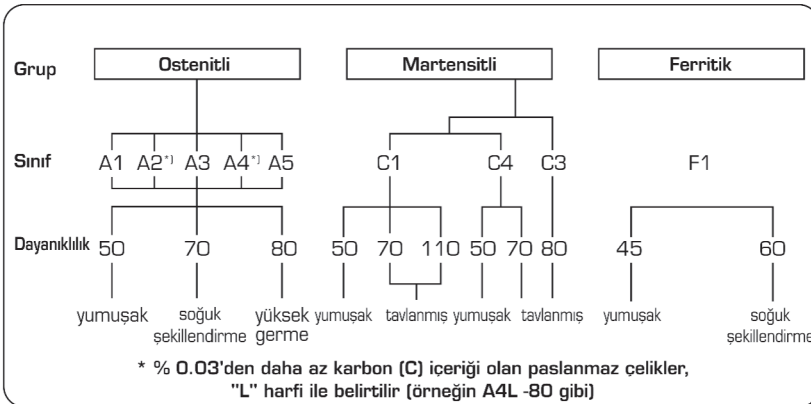 Grup Ostenitli Martensitli Ferritik
Sınıf A1 A2*) A3 A4*) A5 C1 C4 C3 F1
Dayanıklılık 50 70 80 50 70 110 50 70 80 45 60
yumuşak soğuk yüksek yumuşak tavlanmış yumuşak tavlanmış yumuşak soğuk
şekillendirme germe şekillendirme
* % 0.03'den daha az karbon (C) içeriği olan paslanmaz çelikler,
"L" harfi ile belirtilir (örneğin A4L -80 gibi)